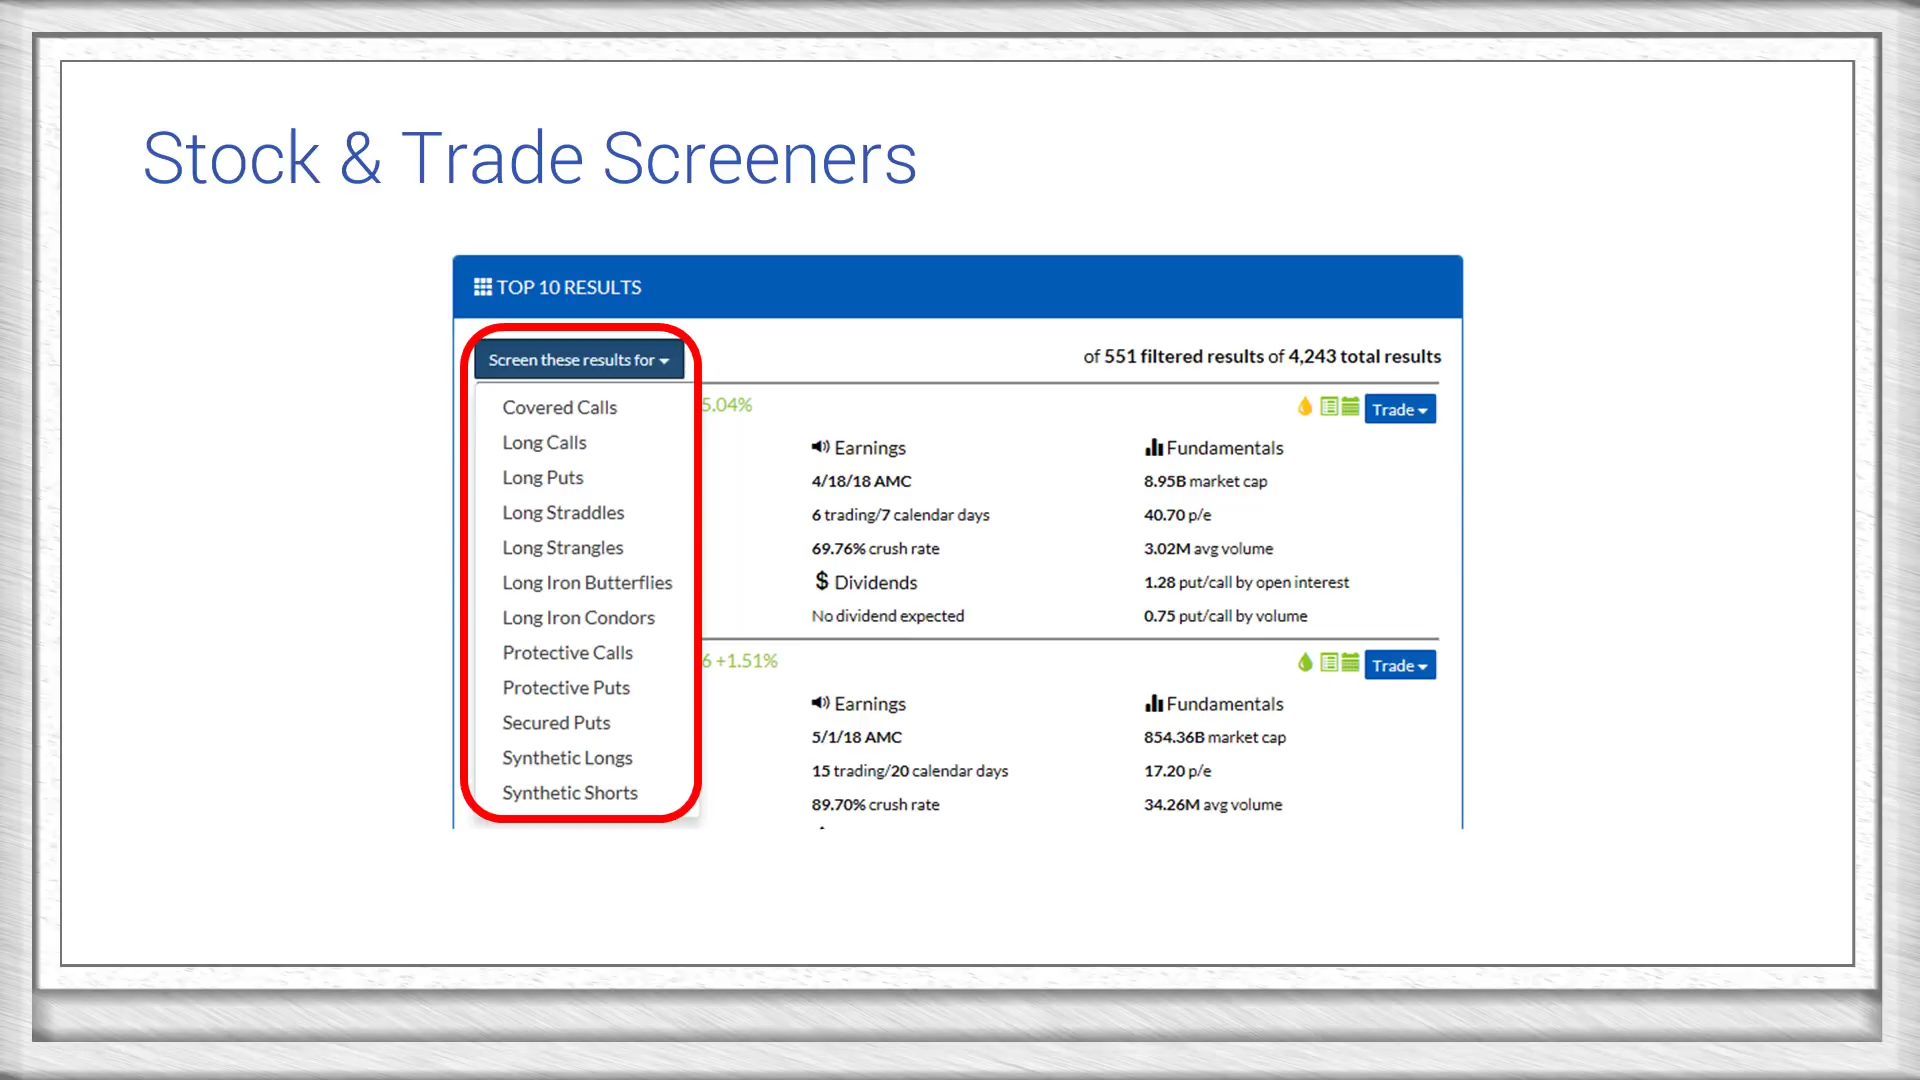 Stock & Trade Screeners
TOP 10 RESULTS
Screen these results for
of 551 filtered results of 4,243 total results
Covered Calls
Long Calls
Long Puts
Long Straddles
Long Strangles
Long Iron Butterflies
Long Iron Condors
Protective Calls
Protective Puts
Secured Puts
Synthetic Longs
Synthetic Shorts
5.04%
Trade
Earnings
4/18/18 AMC
6 trading/7 calendar days
69.76% crush rate
$ Dividends
No dividend expected
Fundamentals
8.95B market cap
40.70 p/e
3.02M avg volume
1.28 put/call by open interest
0.75 put/call by volume
6 +1.51%
Trade
Earnings
5/1/18 AMC
15 trading/20 calendar days
89.70% crush rate
Fundamentals
854.36B market cap
17.20 p/e
34.26M avg volume